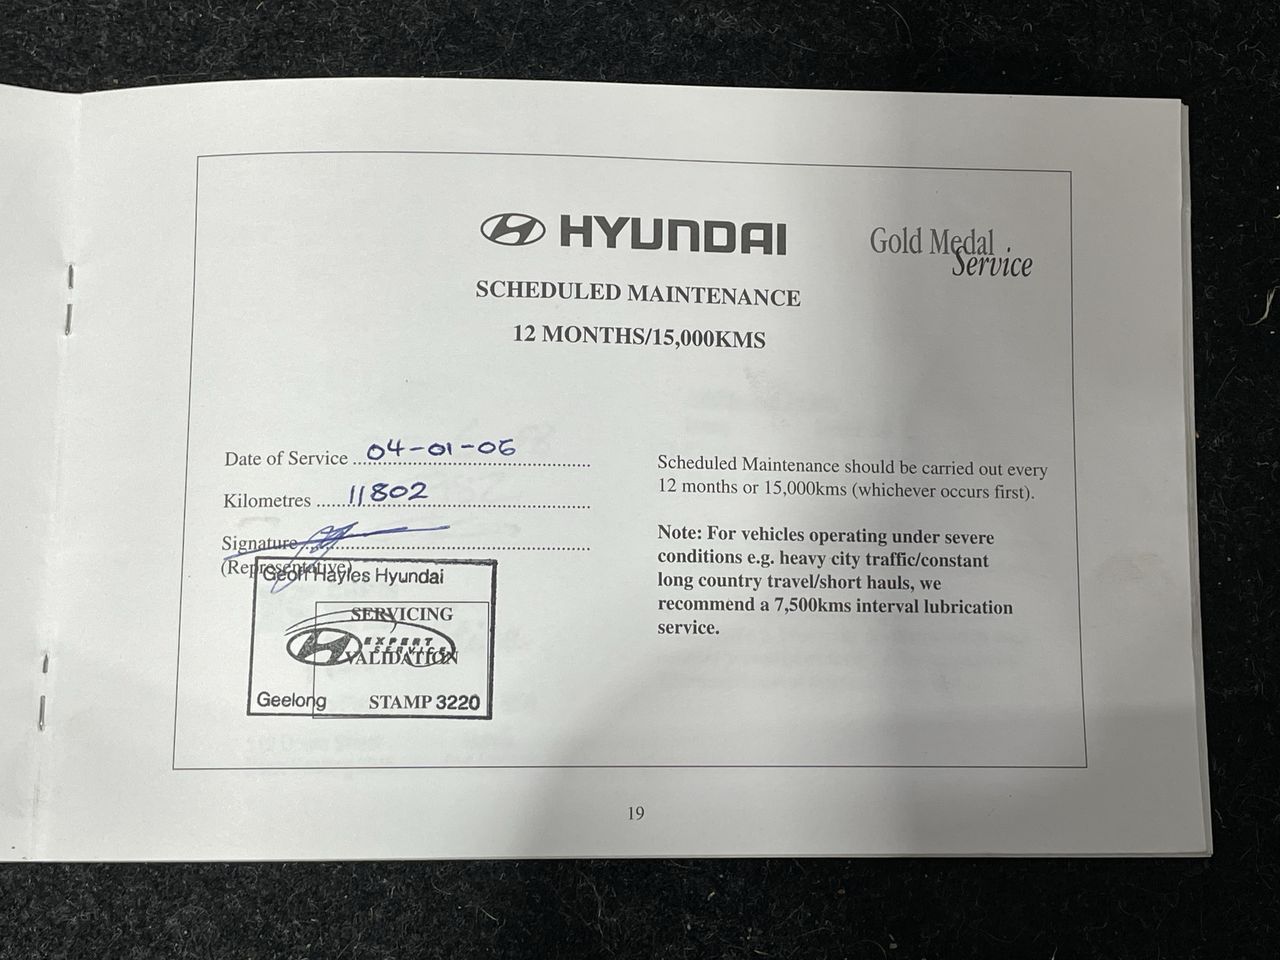 HYUNDAI
Gold Medal
Service
SCHEDULED MAINTENANCE
12 MONTHS/15,000KMS
Date of Service 04-01-06
Kilometres 11802
Signature
(Representative)
Geoff Hayles Hyundai
SERVICING
EXPERT
SERVICE
VALIDATION
Geelong STAMP 3220
Scheduled Maintenance should be carried out every
12 months or 15,000kms (whichever occurs first).
Note: For vehicles operating under severe
conditions e.g. heavy city traffic/constant
long country travel/short hauls, we
recommend a 7,500kms interval lubrication
service.
19